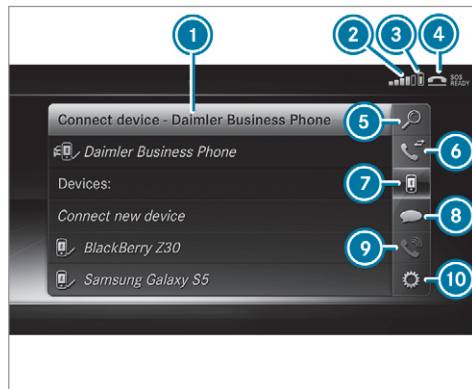 1
2
3
4
SOS
READY
Connect device - Daimler Business Phone
5
Daimler Business Phone
6
Devices:
7
Connect new device
8
BlackBerry Z30
9
Samsung Galaxy S5
10